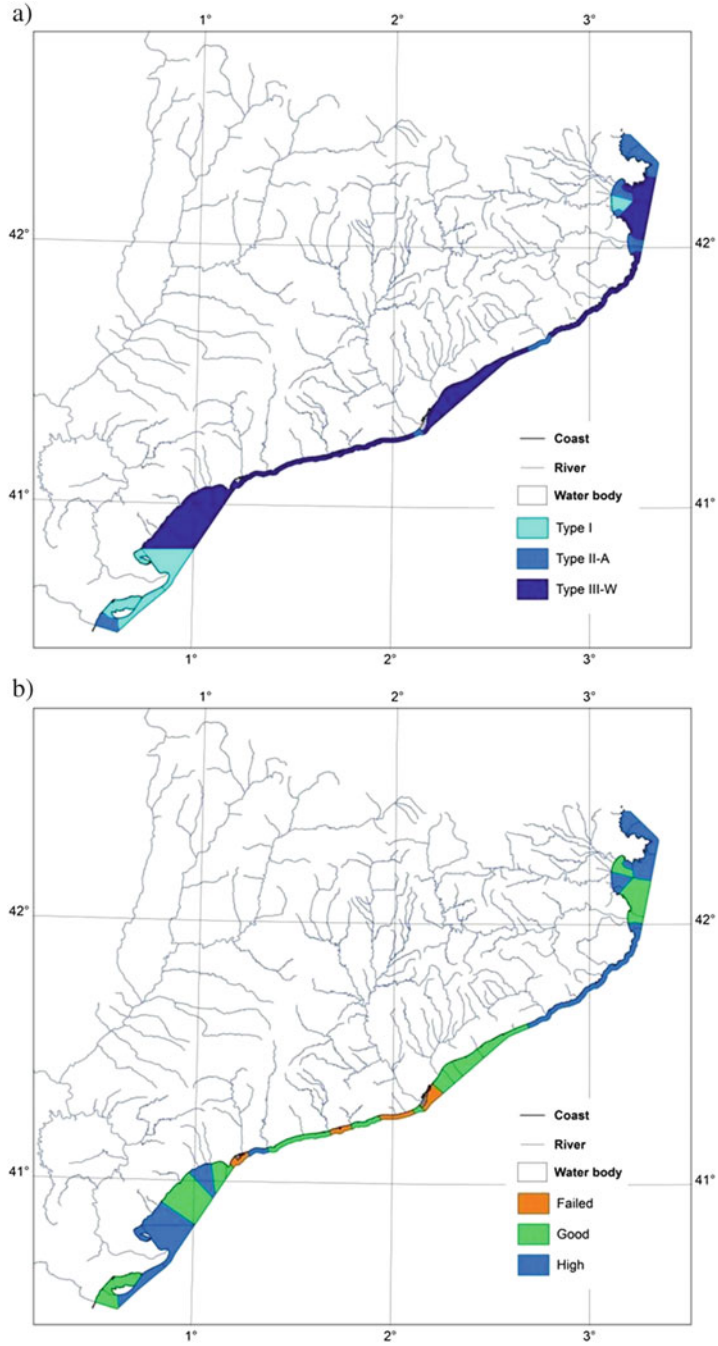 a)
1° 2° 3°
42° 42°
41° 41°
Coast
River
Water body
Type I
Type II-A
Type III-W
1° 2° 3°
b)
1° 2° 3°
42° 42°
41° 41°
Coast
River
Water body
Failed
Good
High
1° 2° 3°